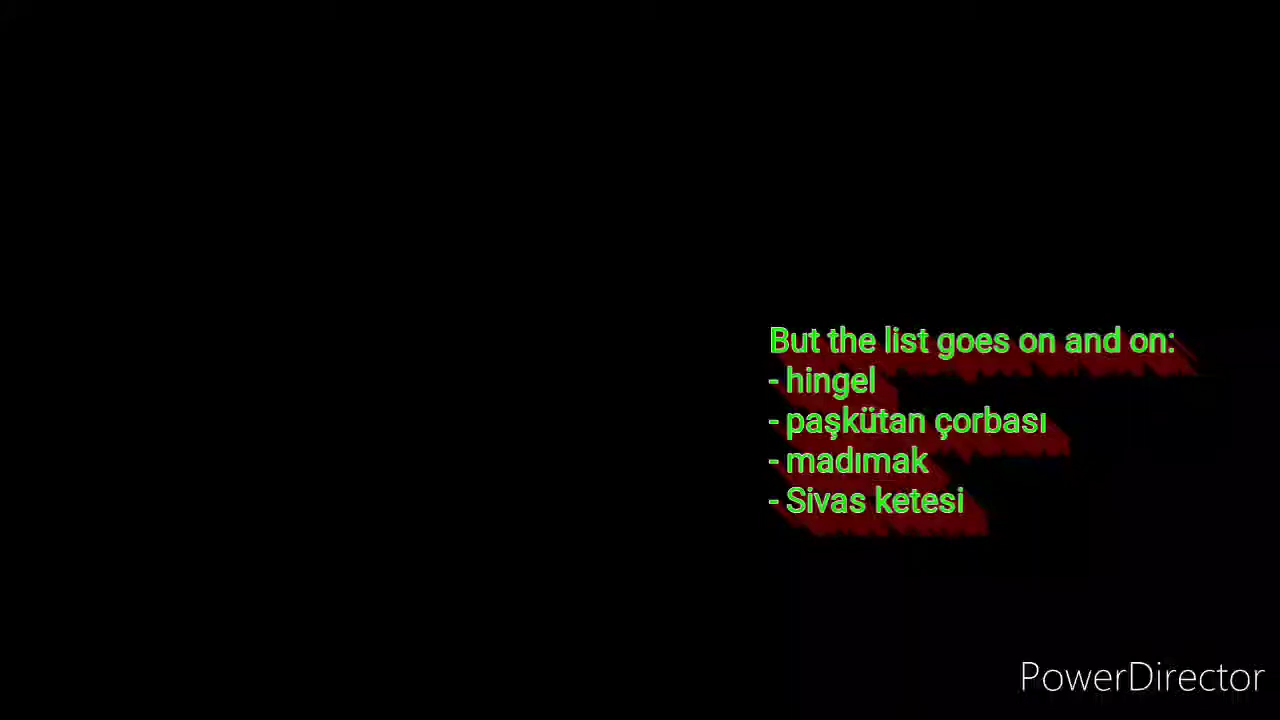 But the list goes on and on:
- hingel
- paşkütan çorbası
- madımak
- Sivas ketesi
PowerDirector